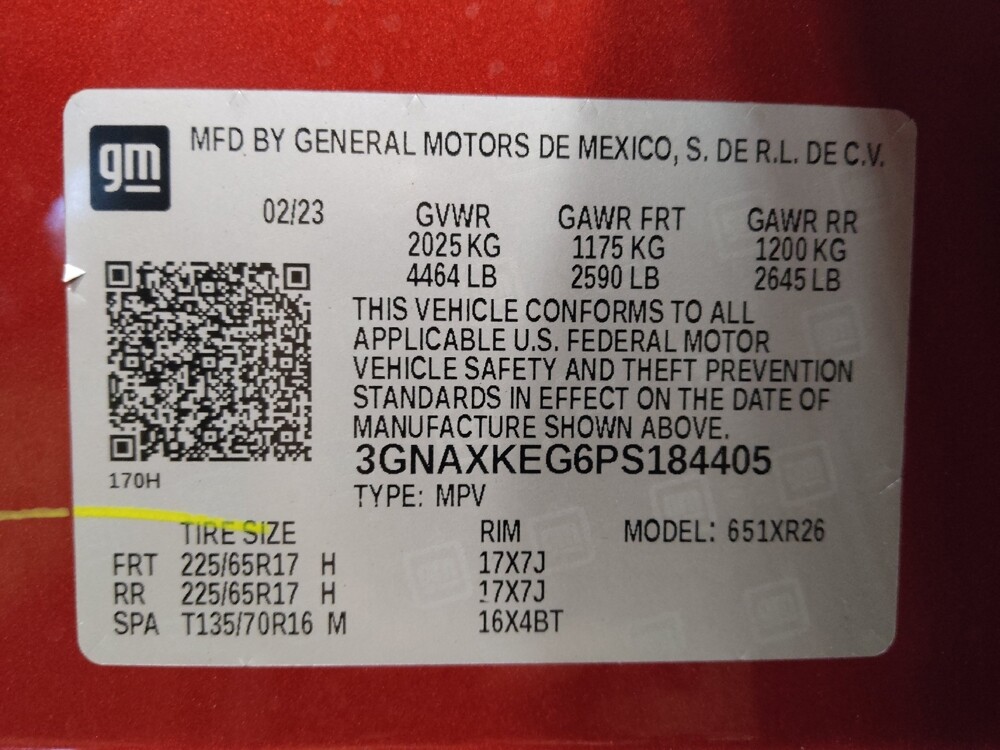 gm
MFD BY GENERAL MOTORS DE MEXICO, S. DE R.L. DE C.V.
02/23 GVWR GAWR FRT GAWR RR
2025 KG 1175 KG 1200 KG
4464 LB 2590 LB 2645 LB
THIS VEHICLE CONFORMS TO ALL
APPLICABLE U.S. FEDERAL MOTOR
VEHICLE SAFETY AND THEFT PREVENTION
STANDARDS IN EFFECT ON THE DATE OF
MANUFACTURE SHOWN ABOVE.
3GNAXKEG6PS184405
170H
TYPE: MPV
TIRE SIZE RIM MODEL: 651XR26
FRT 225/65R17 H 17X7J
RR 225/65R17 H 17X7J
SPA T135/70R16 M 16X4BT